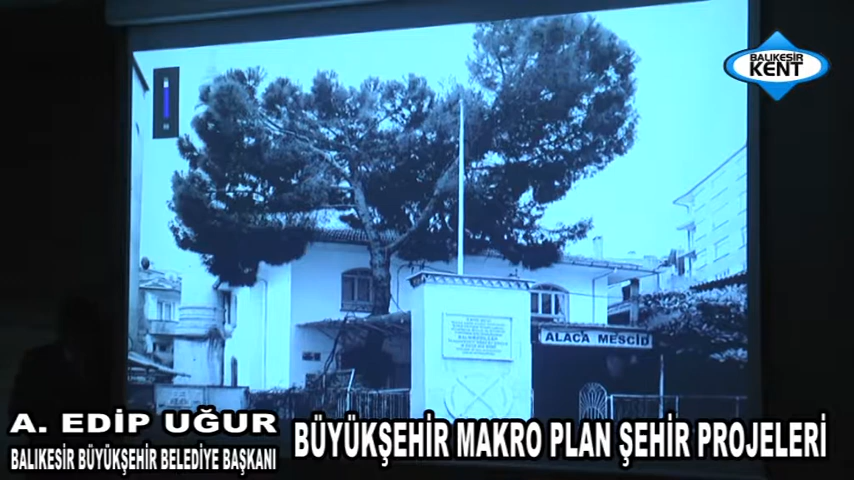 BALIKESİR
KENT
ALACA MESCİD
A. EDİP UĞUR
BALIKESİR BÜYÜKŞEHİR BELEDİYE BAŞKANI
BÜYÜKŞEHİR MAKRO PLAN ŞEHİR PROJELERİ